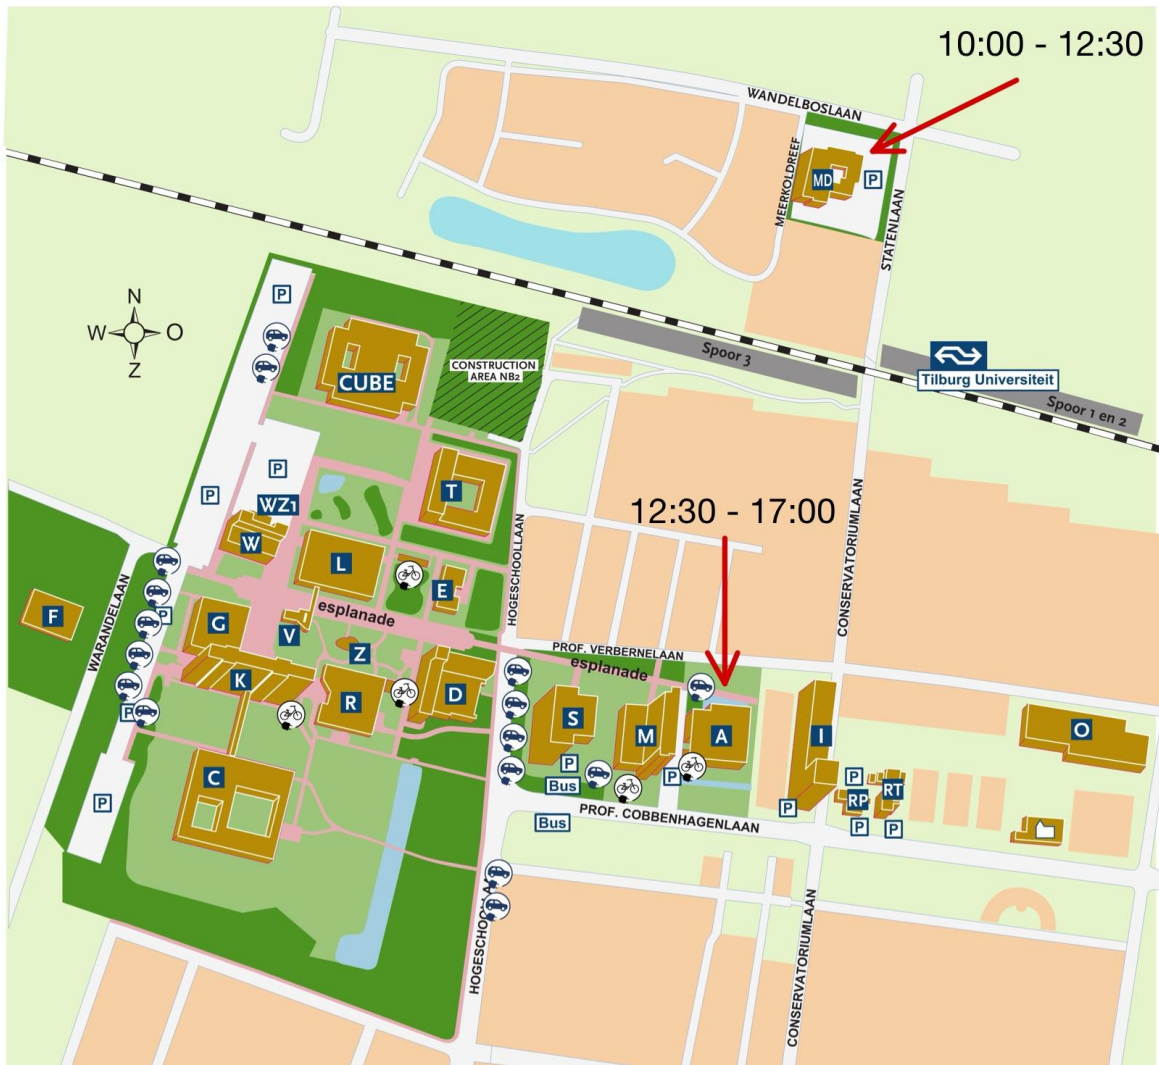 10:00 - 12:30
WANDELBOSLAAN
MEERKOLDREEF
MD
P
STATENLAAN
N
W O
Z
P
CUBE
CONSTRUCTION
AREA NB2
Spoor 3
Tilburg Universiteit
Spoor 1 en 2
P
P
WZ1
W
T
L
E
HOGESCHOOLLAAN
12:30 - 17:00
CONSERVATORIUMLAAN
F
WARANDELAAN
P
G
V
esplanade
Z
K
R
D
PROF. VERBERNELAAN
esplanade
P
S
M
A
I
O
C
P
P
P
Bus
P
P
RP
RT
P
P
Bus
PROF. COBBENHAGENLAAN
P
HOGESCHOOLLAAN
CONSERVATORIUMLAAN